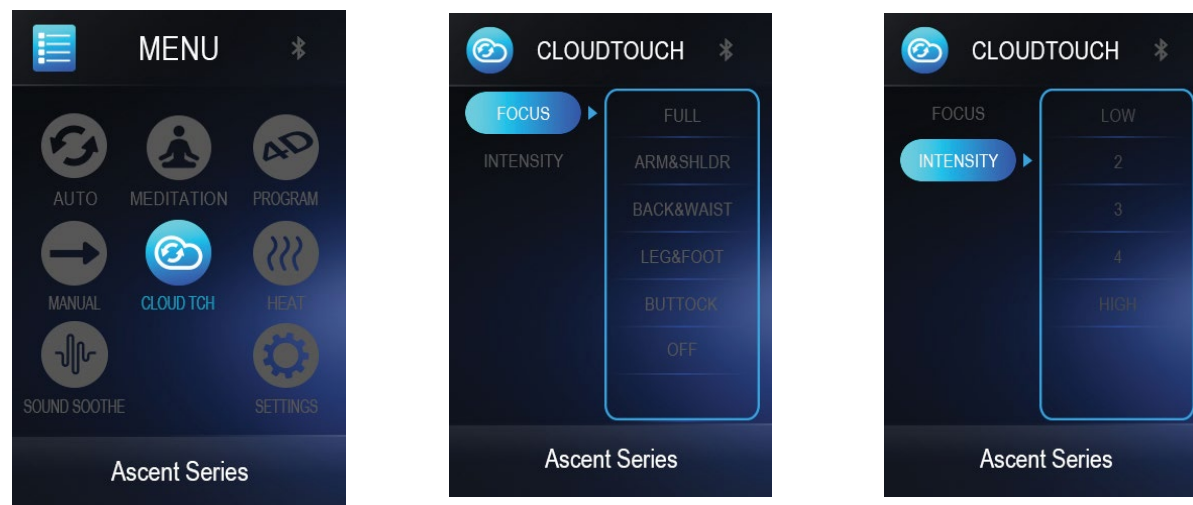 MENU
AUTO MEDITATION PROGRAM
MANUAL CLOUD TCH HEAT
SOUND SOOTHE SETTINGS
Ascent Series
CLOUDTOUCH
FOCUS
INTENSITY
FULL
ARM&SHLDR
BACK&WAIST
LEG&FOOT
BUTTOCK
OFF
Ascent Series
CLOUDTOUCH
FOCUS
INTENSITY
LOW
2
3
4
HIGH
Ascent Series
4D